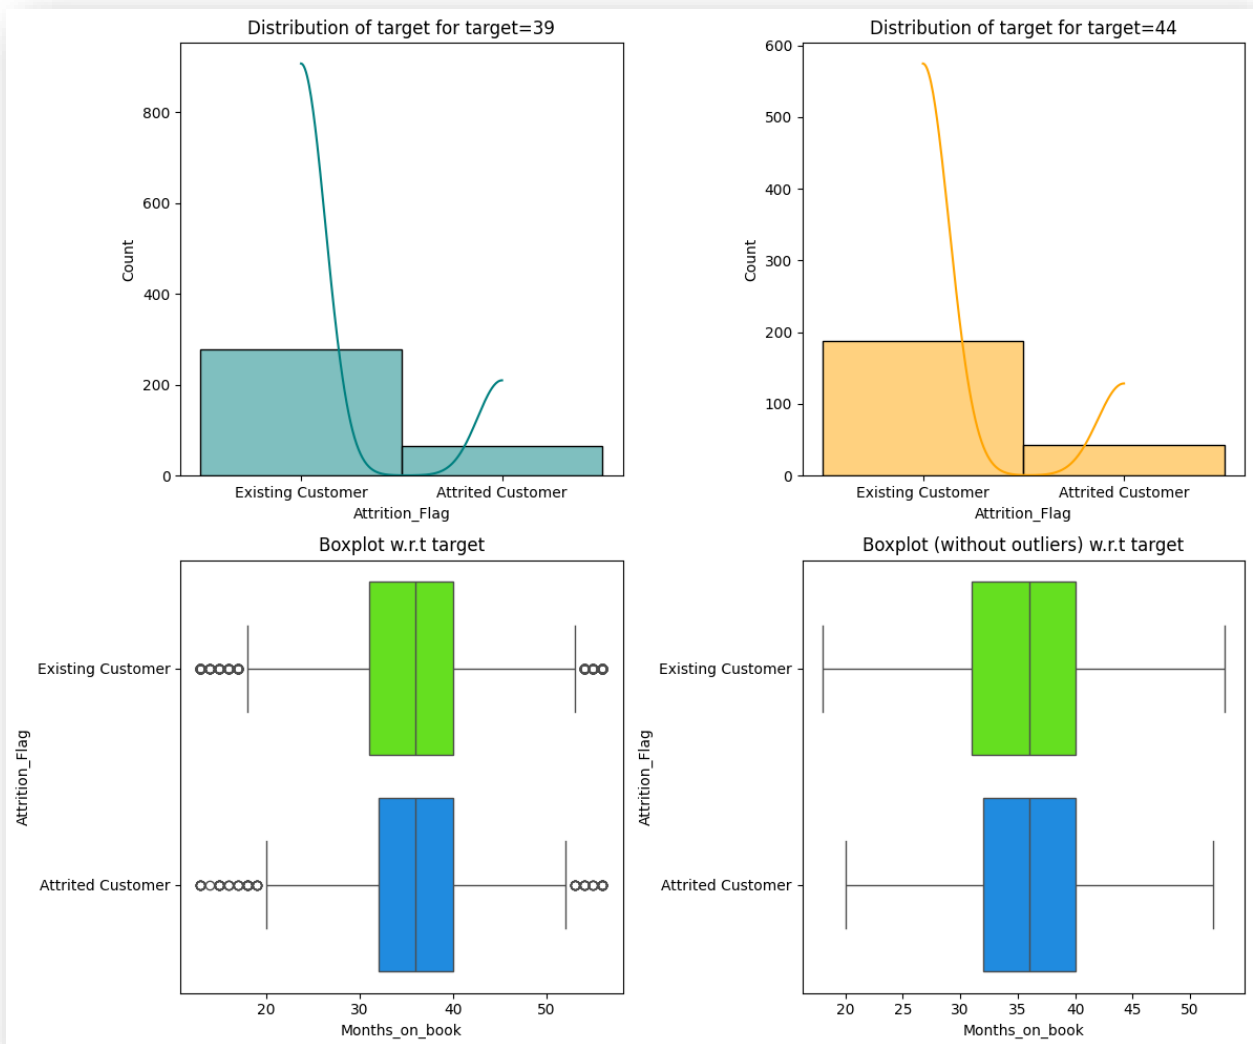 Distribution of target for target=39
Count
800
600
400
200
0
Existing Customer
Attrited Customer
Attrition_Flag
Distribution of target for target=44
Count
600
500
400
300
200
100
0
Existing Customer
Attrited Customer
Attrition_Flag
Boxplot w.r.t target
Attrition_Flag
Existing Customer
Attrited Customer
20
30
40
50
Months_on_book
Boxplot (without outliers) w.r.t target
Attrition_Flag
Existing Customer
Attrited Customer
20
25
30
35
40
45
50
Months_on_book